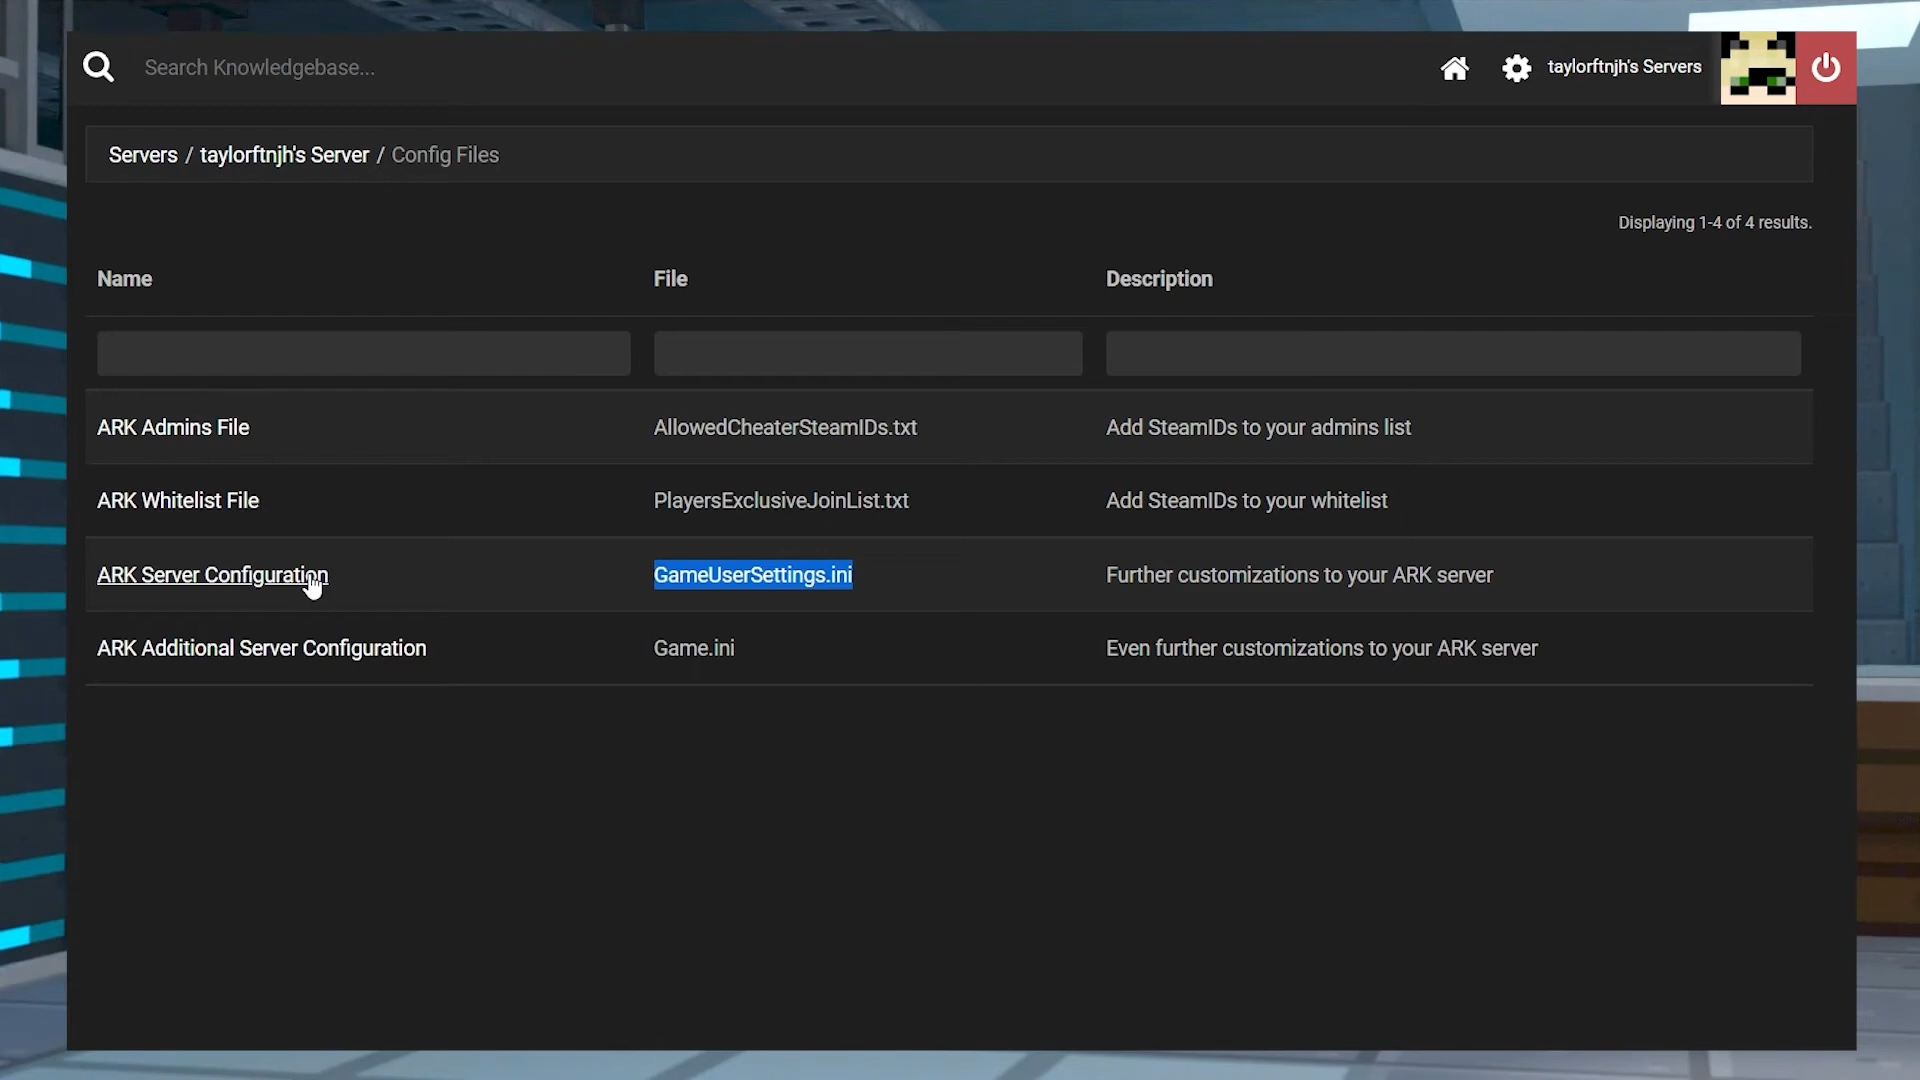 Search Knowledgebase...
taylorftnjh's Servers
Servers / taylorftnjh's Server / Config Files
Displaying 1-4 of 4 results.
Name File Description
ARK Admins File AllowedCheaterSteamIDs.txt Add SteamIDs to your admins list
ARK Whitelist File PlayersExclusiveJoinList.txt Add SteamIDs to your whitelist
ARK Server Configuration GameUserSettings.ini Further customizations to your ARK server
ARK Additional Server Configuration Game.ini Even further customizations to your ARK server